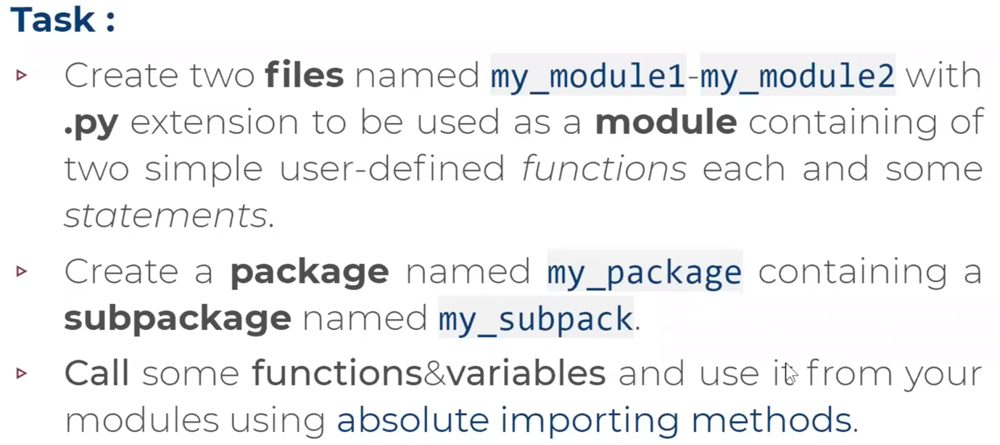 Task :
Create two files named my_module1-my_module2 with
.py extension to be used as a module containing of
two simple user-defined functions each and some
statements.
Create a package named my_package containing a
subpackage named my_subpack.
Call some functions&variables and use it from your
modules using absolute importing methods.